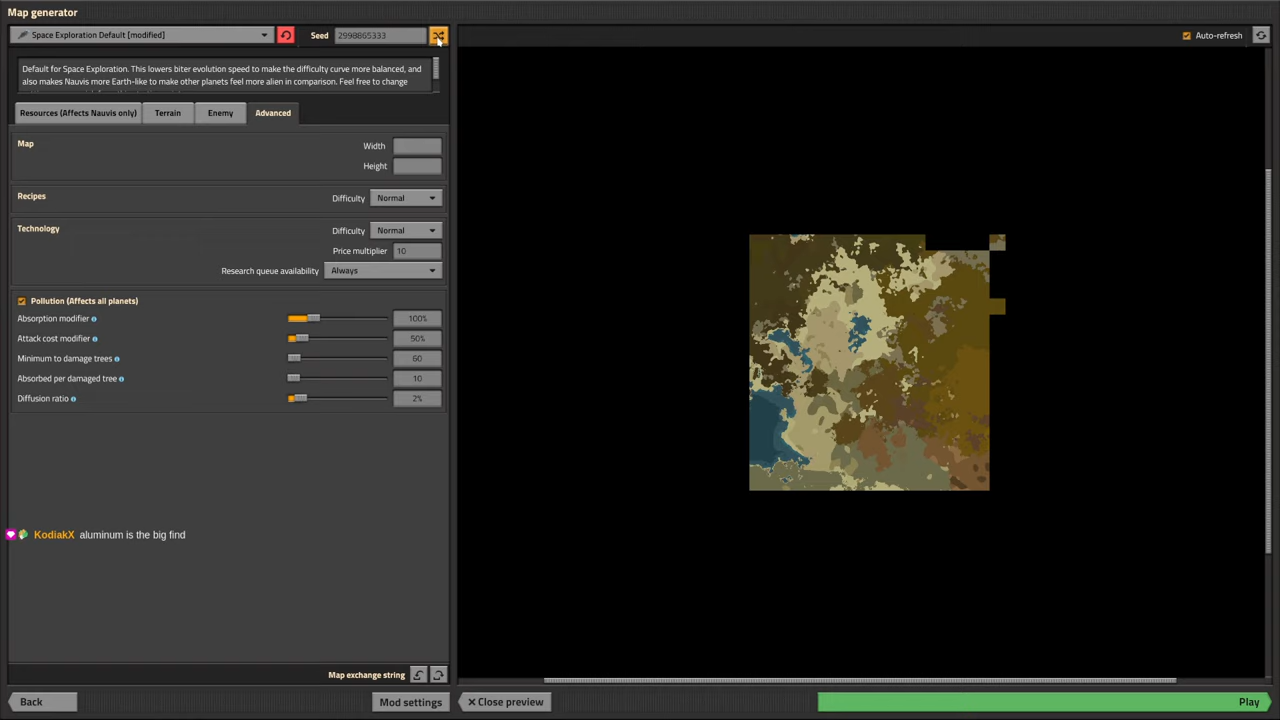 Map generator
Space Exploration Default [modified]
Seed
2998865333
Auto-refresh
Default for Space Exploration. This lowers biter evolution speed to make the difficulty curve more balanced, and
also makes Nauvis more Earth-like to make other planets feel more alien in comparison. Feel free to change
Resources (Affects Nauvis only)
Terrain
Enemy
Advanced
Map
Width
Height
Recipes
Difficulty
Normal
Technology
Difficulty
Normal
Price multiplier
10
Research queue availability
Always
Pollution (Affects all planets)
Absorption modifier
100%
Attack cost modifier
50%
Minimum to damage trees
60
Absorbed per damaged tree
10
Diffusion ratio
2%
KodiakX aluminum is the big find
Map exchange string
Back
Mod settings
Close preview
Play